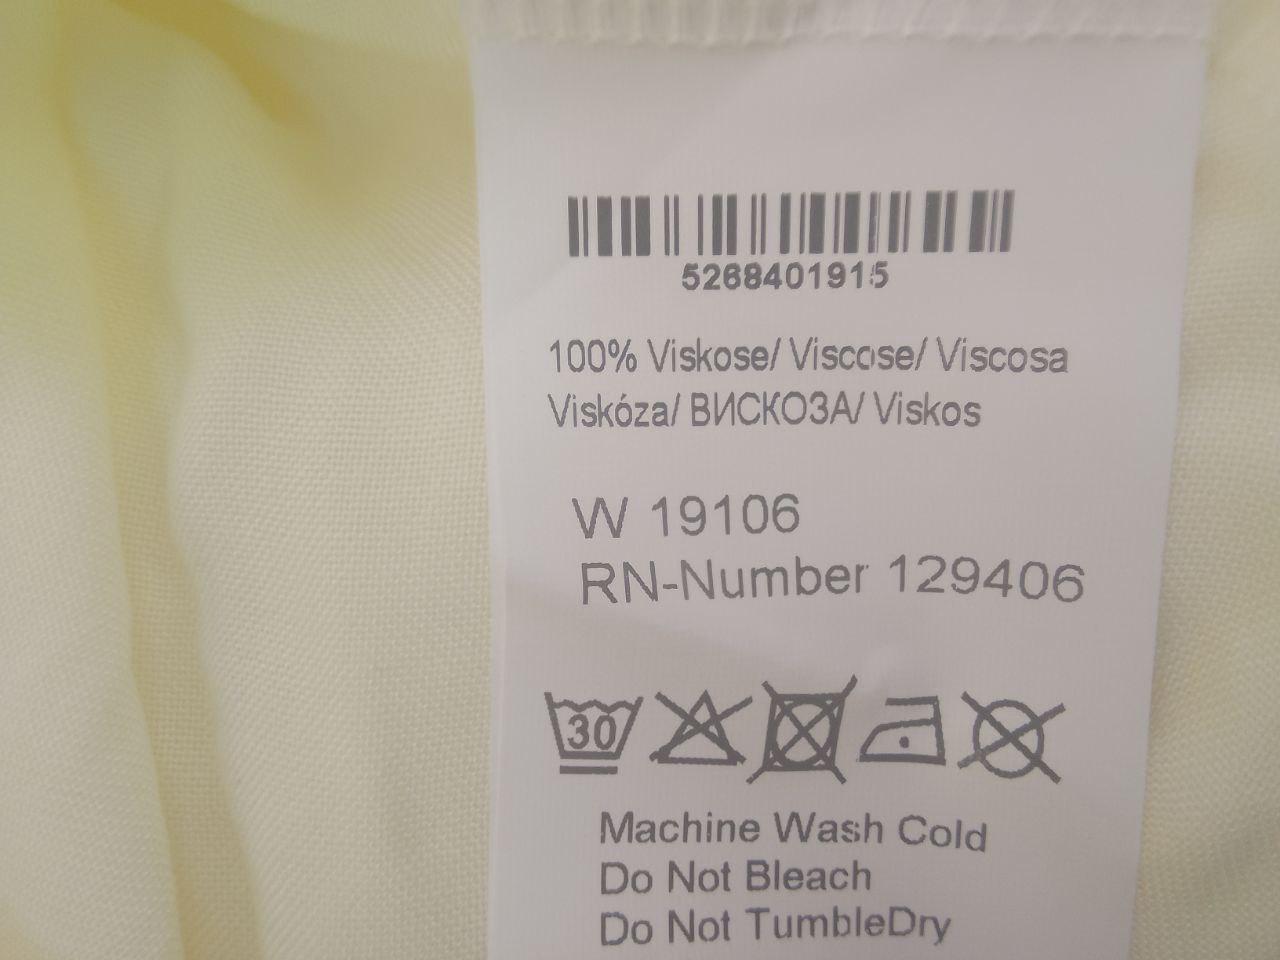 5268401915
100% Viskose/ Viscose/ Viscosa
Viskóza/ ВИСКОЗА/ Viskos
W 19106
RN-Number 129406
30
Machine Wash Cold
Do Not Bleach
Do Not TumbleDry